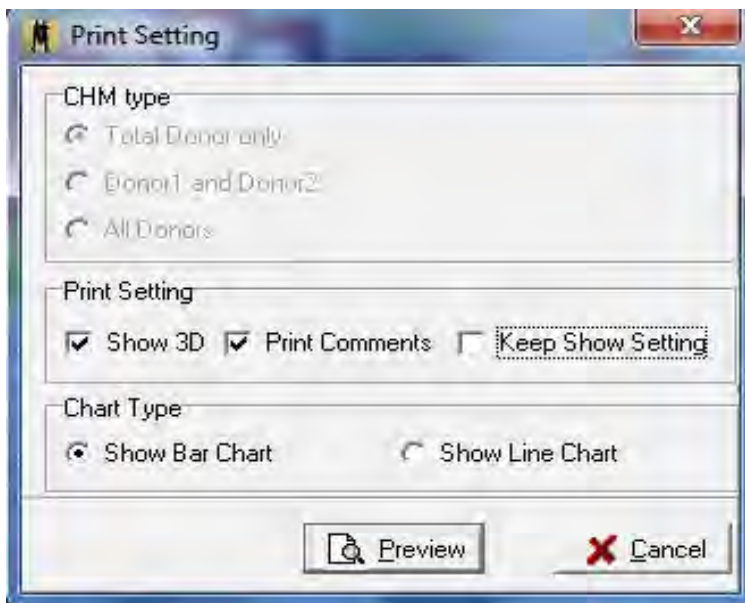 Print Setting
CHM type
Total Donor only
Donor1 and Donor2
All Donors
Print Setting
Show 3D Print Comments Keep Show Setting
Chart Type
Show Bar Chart Show Line Chart
Preview Cancel